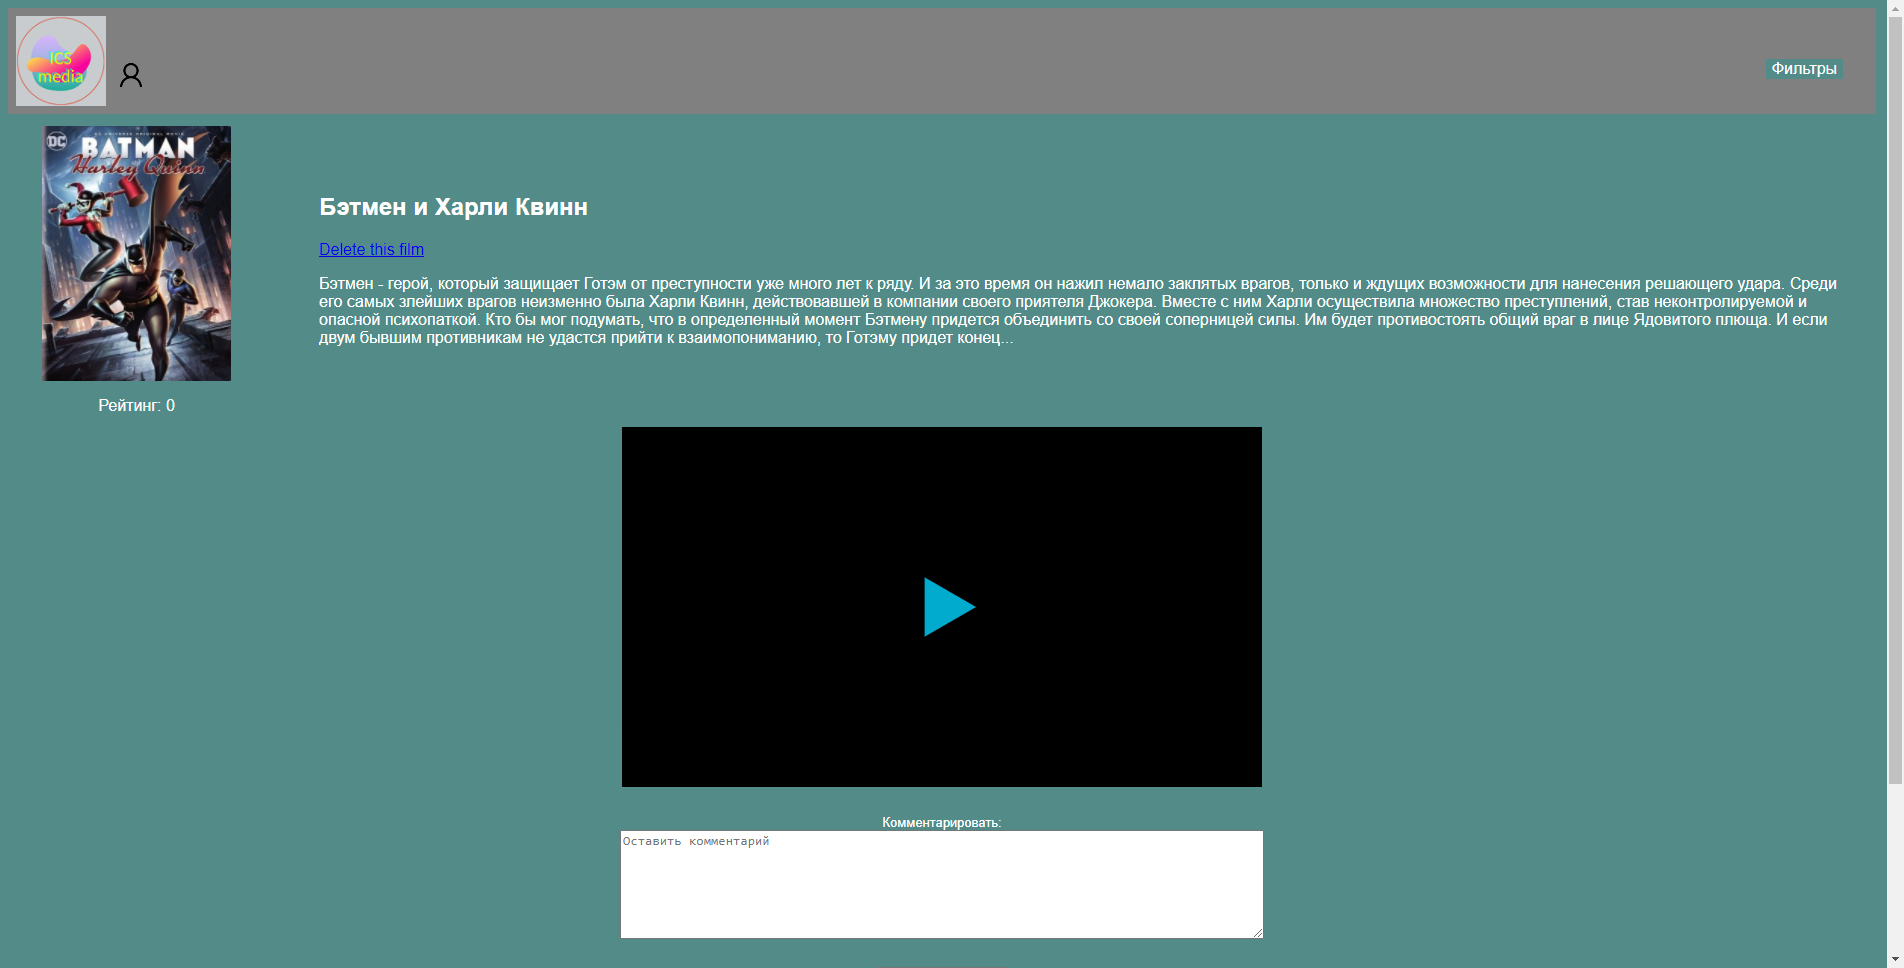 ICS
media
Фильтры
DC
DC UNIVERSE ORIGINAL MOVIE
BATMAN
Harley Quinn
Бэтмен и Харли Квинн
Delete this film
Бэтмен - герой, который защищает Готэм от преступности уже много лет к ряду. И за это время он нажил немало заклятых врагов, только и ждущих возможности для нанесения решающего удара. Среди
его самых злейших врагов неизменно была Харли Квинн, действовавшей в компании своего приятеля Джокера. Вместе с ним Харли осуществила множество преступлений, став неконтролируемой и
опасной психопаткой. Кто бы мог подумать, что в определенный момент Бэтмену придется объединить со своей соперницей силы. Им будет противостоять общий враг в лице Ядовитого плюща. И если
двум бывшим противникам не удастся прийти к взаимопониманию, то Готэму придет конец...
Рейтинг: 0
Комментировать:
Оставить комментарий